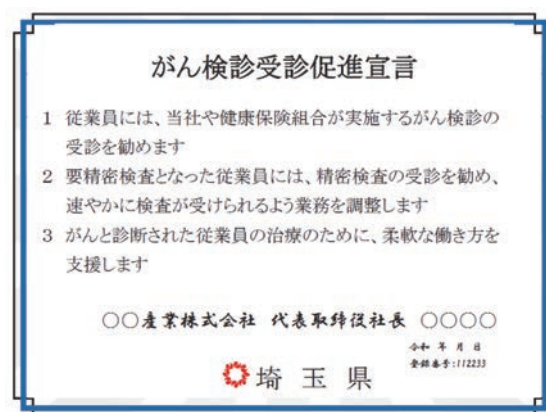 がん検診受診促進宣言
1 従業員には、当社や健康保険組合が実施するがん検診の
受診を勧めます
2 要精密検査となった従業員には、精密検査の受診を勧め、
速やかに検査が受けられるよう業務を調整します
3 がんと診断された従業員の治療のために、柔軟な働き方を
支援します
〇〇産業株式会社 代表取締役社長 〇〇〇〇
令和 年 月 日
登録番号:112233
埼玉県